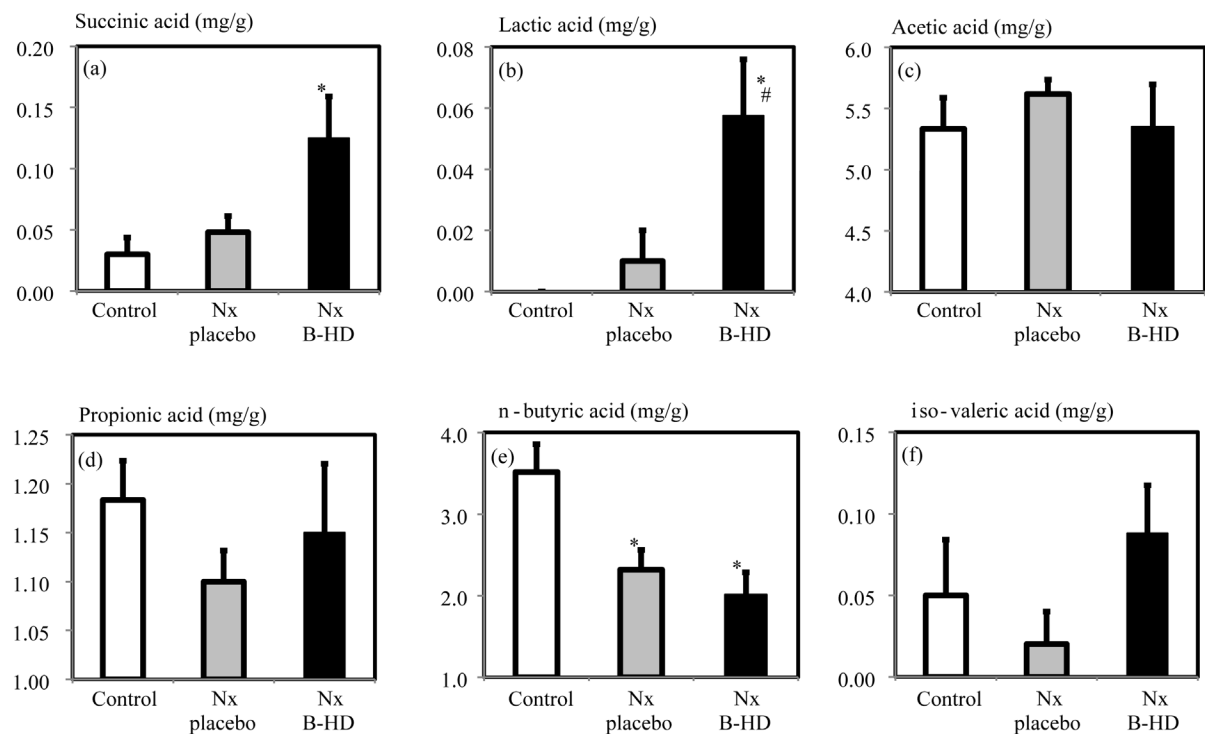 Succinic acid (mg/g)
(a)
0.20
0.15
0.10
0.05
0.00
*
Control
Nx placebo
Nx B-HD
Lactic acid (mg/g)
(b)
0.08
0.06
0.04
0.02
0.00
*
#
Control
Nx placebo
Nx B-HD
Acetic acid (mg/g)
(c)
6.0
5.5
5.0
4.5
4.0
Control
Nx placebo
Nx B-HD
Propionic acid (mg/g)
(d)
1.25
1.20
1.15
1.10
1.05
1.00
Control
Nx placebo
Nx B-HD
n-butyric acid (mg/g)
(e)
4.0
3.0
2.0
1.0
*
*
Control
Nx placebo
Nx B-HD
iso-valeric acid (mg/g)
(f)
0.15
0.10
0.05
0.00
Control
Nx placebo
Nx B-HD